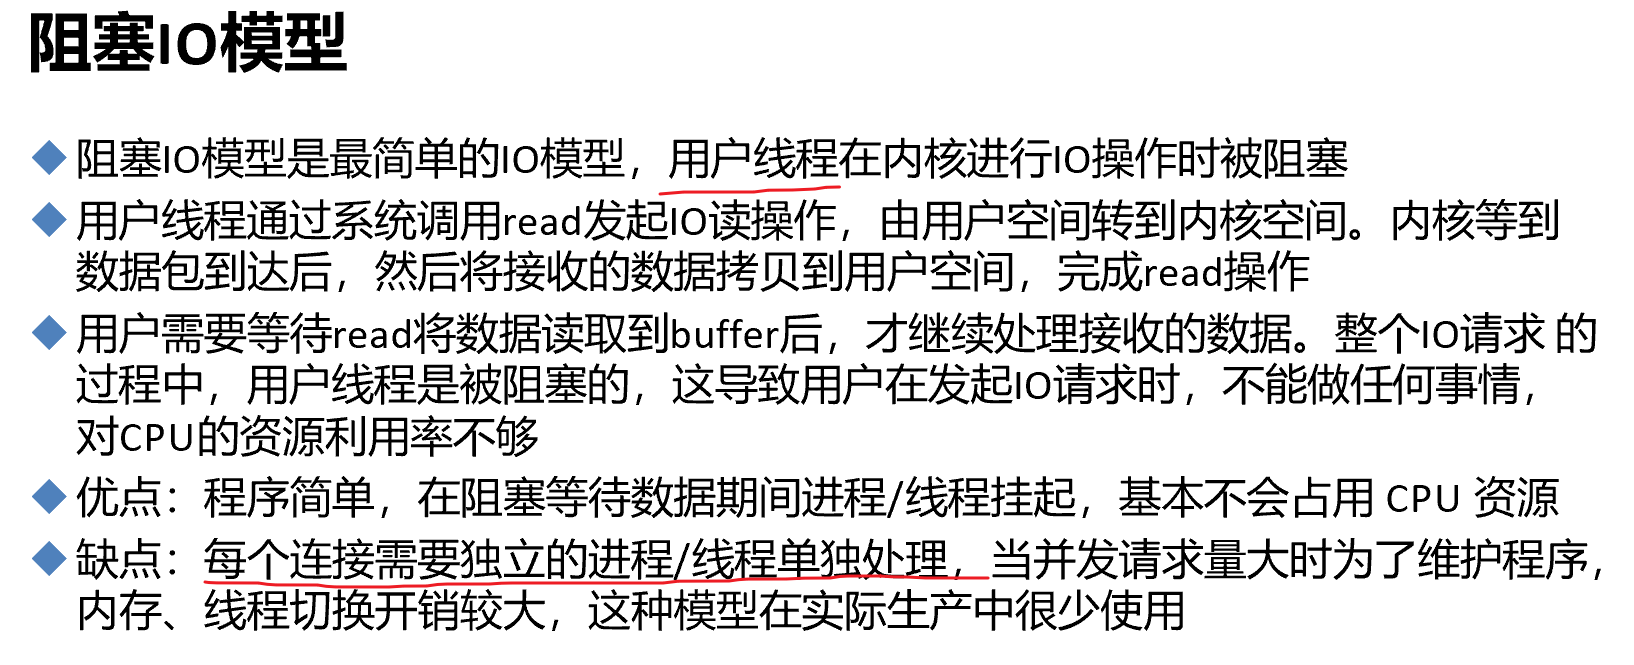 阻塞IO模型
阻塞IO模型是最简单的IO模型，用户线程在内核进行IO操作时被阻塞
用户线程通过系统调用read发起IO读操作，由用户空间转到内核空间。内核等到
数据包到达后，然后将接收的数据拷贝到用户空间，完成read操作
用户需要等待read将数据读取到buffer后，才继续处理接收的数据。整个IO请求 的
过程中，用户线程是被阻塞的，这导致用户在发起IO请求时，不能做任何事情，
对CPU的资源利用率不够
优点：程序简单，在阻塞等待数据期间进程/线程挂起，基本不会占用 CPU 资源
缺点：每个连接需要独立的进程/线程单独处理，当并发请求量大时为了维护程序，
内存、线程切换开销较大，这种模型在实际生产中很少使用